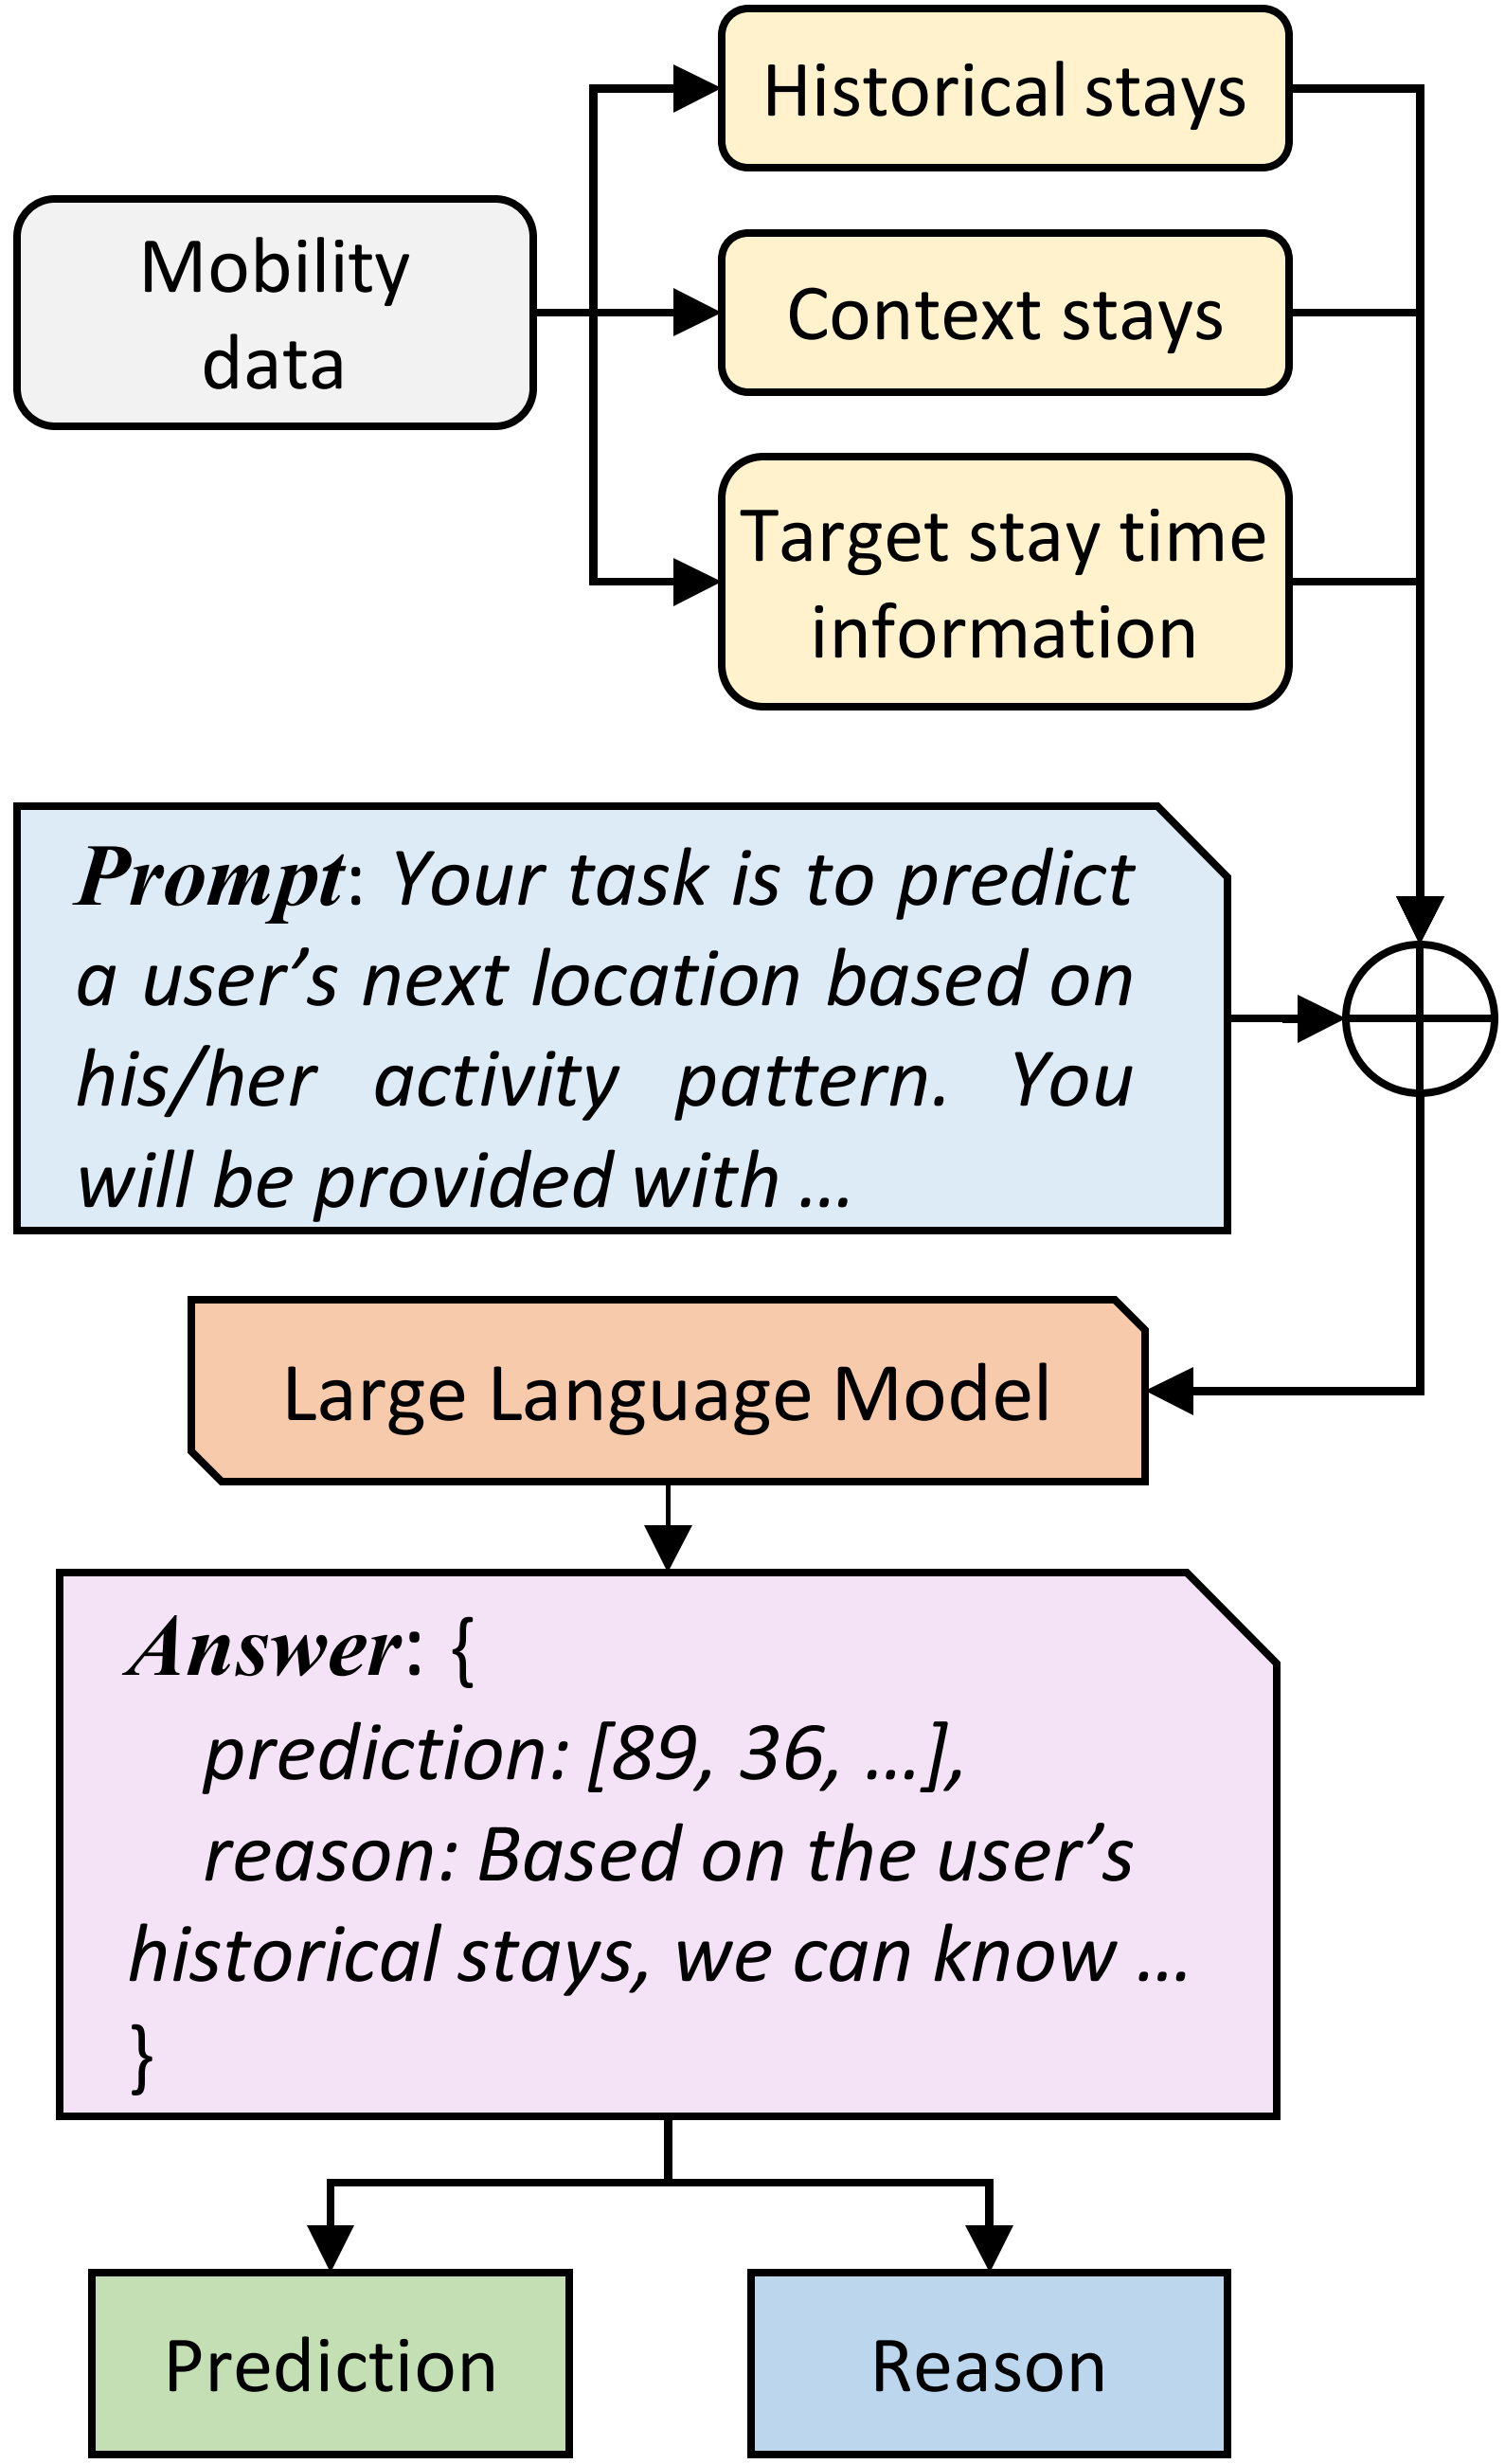 Historical stays
Mobility
data
Context stays
Target stay time
information
Prompt: Your task is to predict
a user’s next location based on
his/her activity pattern. You
will be provided with …
Large Language Model
Answer: {
prediction: [89, 36, …],
reason: Based on the user’s
historical stays, we can know …
}
Prediction
Reason